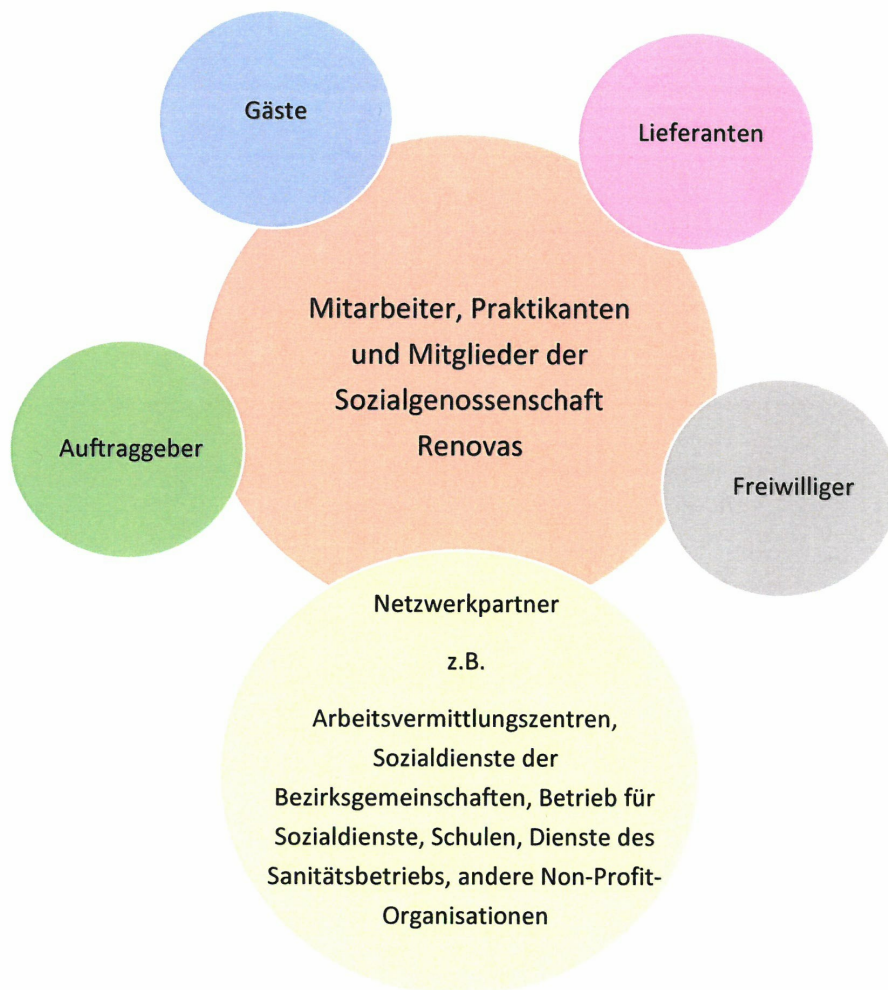 Gäste
Lieferanten
Mitarbeiter, Praktikanten
und Mitglieder der
Sozialgenossenschaft
Renovas
Auftraggeber
Freiwilliger
Netzwerkpartner
z.B.
Arbeitsvermittlungszentren,
Sozialdienste der
Bezirksgemeinschaften, Betrieb für
Sozialdienste, Schulen, Dienste des
Sanitätsbetriebs, andere Non-Profit-
Organisationen